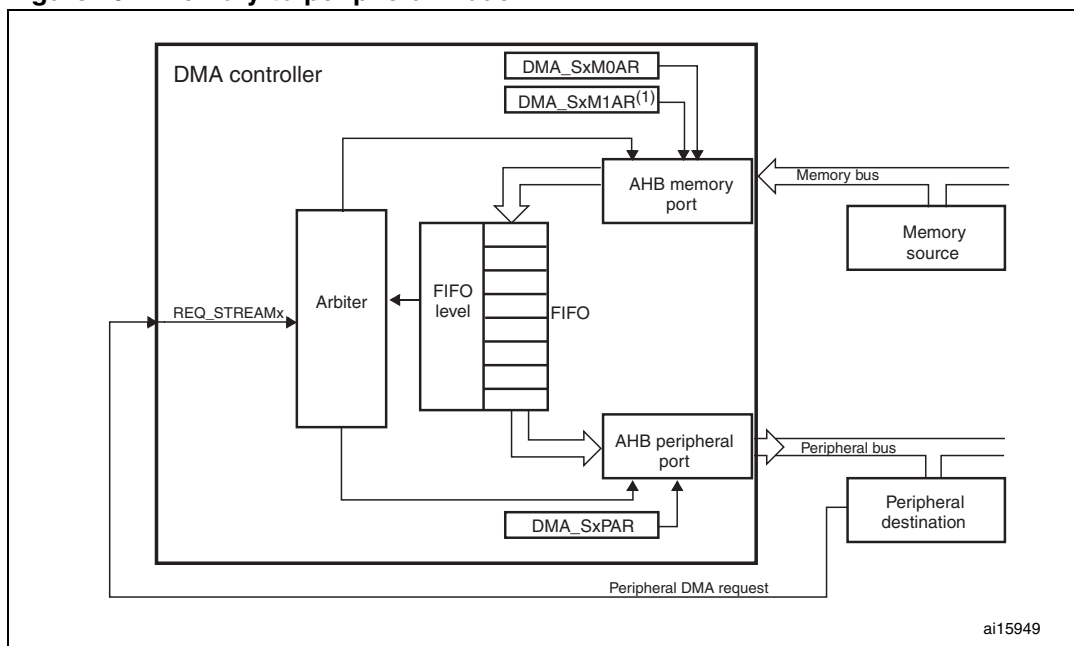 DMA controller
DMA_SxM0AR
DMA_SxM1AR(1)
AHB memory
port
Memory bus
Memory
source
Arbiter
FIFO
level
FIFO
REQ_STREAMx
AHB peripheral
port
Peripheral bus
Peripheral
destination
DMA_SxPAR
Peripheral DMA request
ai15949